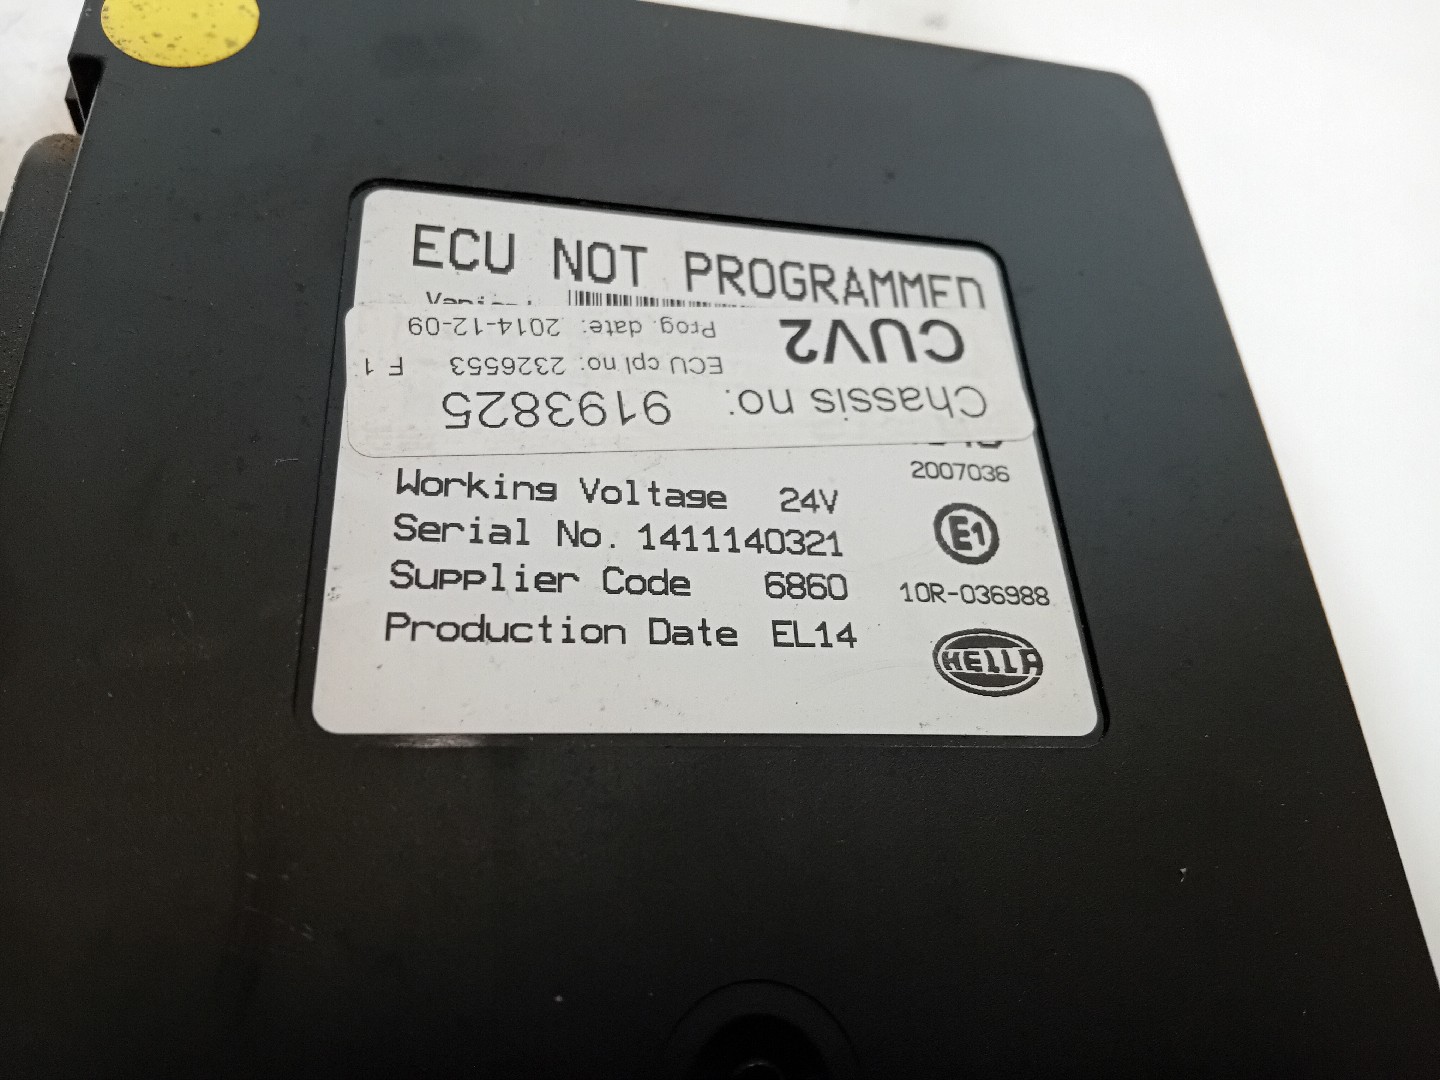 ECU NOT PROGRAMMED
Chassis no: 9193825
ECU cpl no: 2326553 F 1
CUV2
Prog. date: 2014-12-09
2007036
Working Voltage 24V
Serial No. 1411140321
E1
Supplier Code 6860
10R-036988
Production Date EL14
HELLA